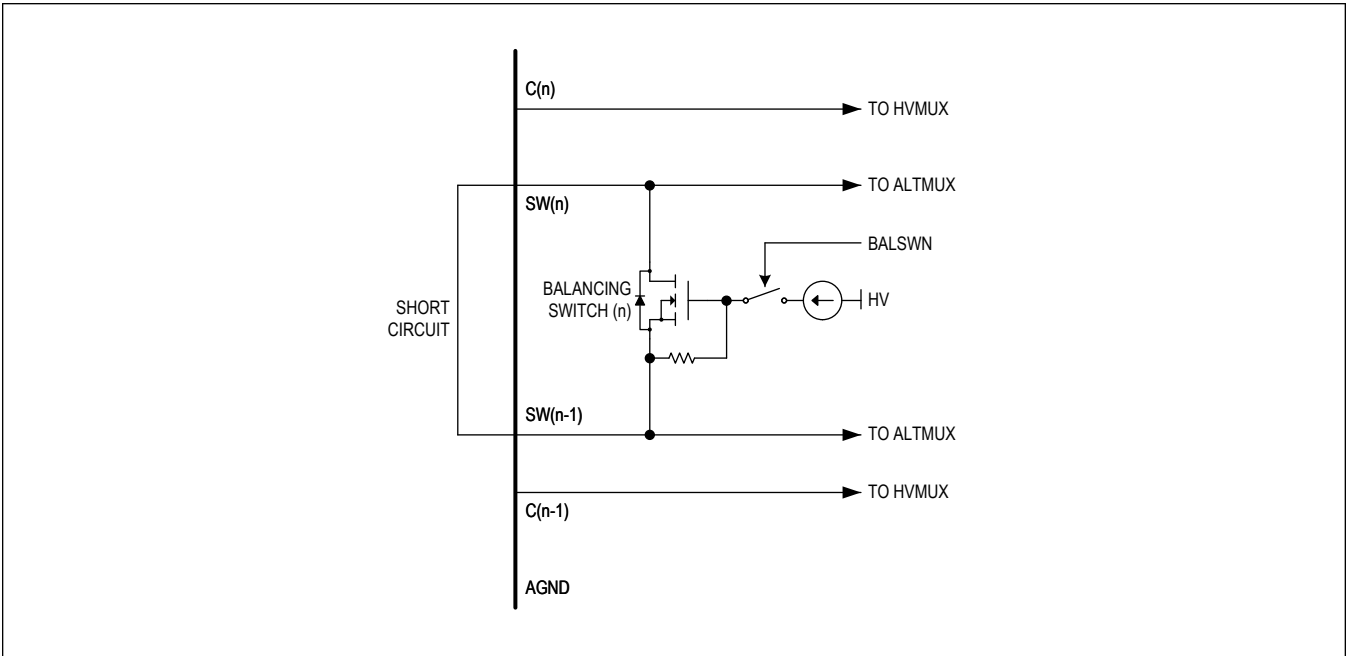 C(n)
TO HVMUX
TO ALTMUX
SW(n)
BALSWN
BALANCING
SWITCH (n)
HV
SHORT
CIRCUIT
SW(n-1)
TO ALTMUX
TO HVMUX
C(n-1)
AGND